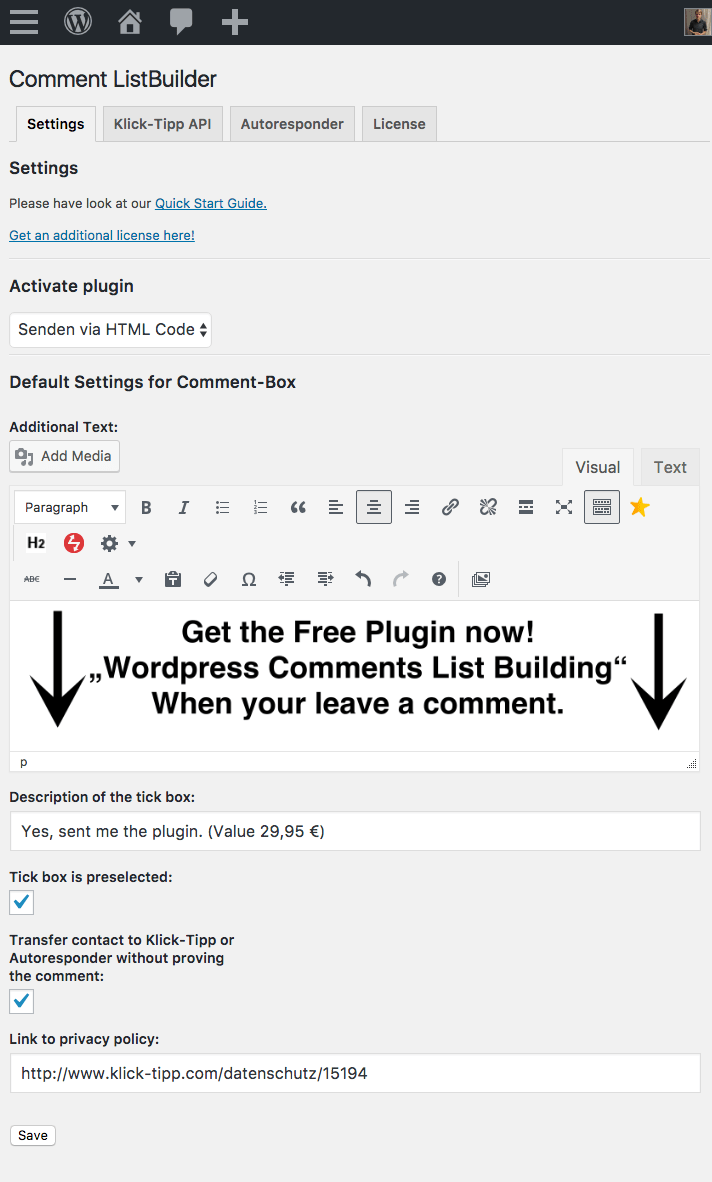 Comment ListBuilder
Settings Klick-Tipp API Autoresponder License
Settings
Please have look at our Quick Start Guide.
Get an additional license here!
Activate plugin
Senden via HTML Code
Default Settings for Comment-Box
Additional Text:
Add Media
Visual Text
Paragraph B I
H2
ABC A Ω
Get the Free Plugin now!
„Wordpress Comments List Building“
When your leave a comment.
p
Description of the tick box:
Yes, sent me the plugin. (Value 29,95 €)
Tick box is preselected:
Transfer contact to Klick-Tipp or
Autoresponder without proving
the comment:
Link to privacy policy:
http://www.klick-tipp.com/datenschutz/15194
Save